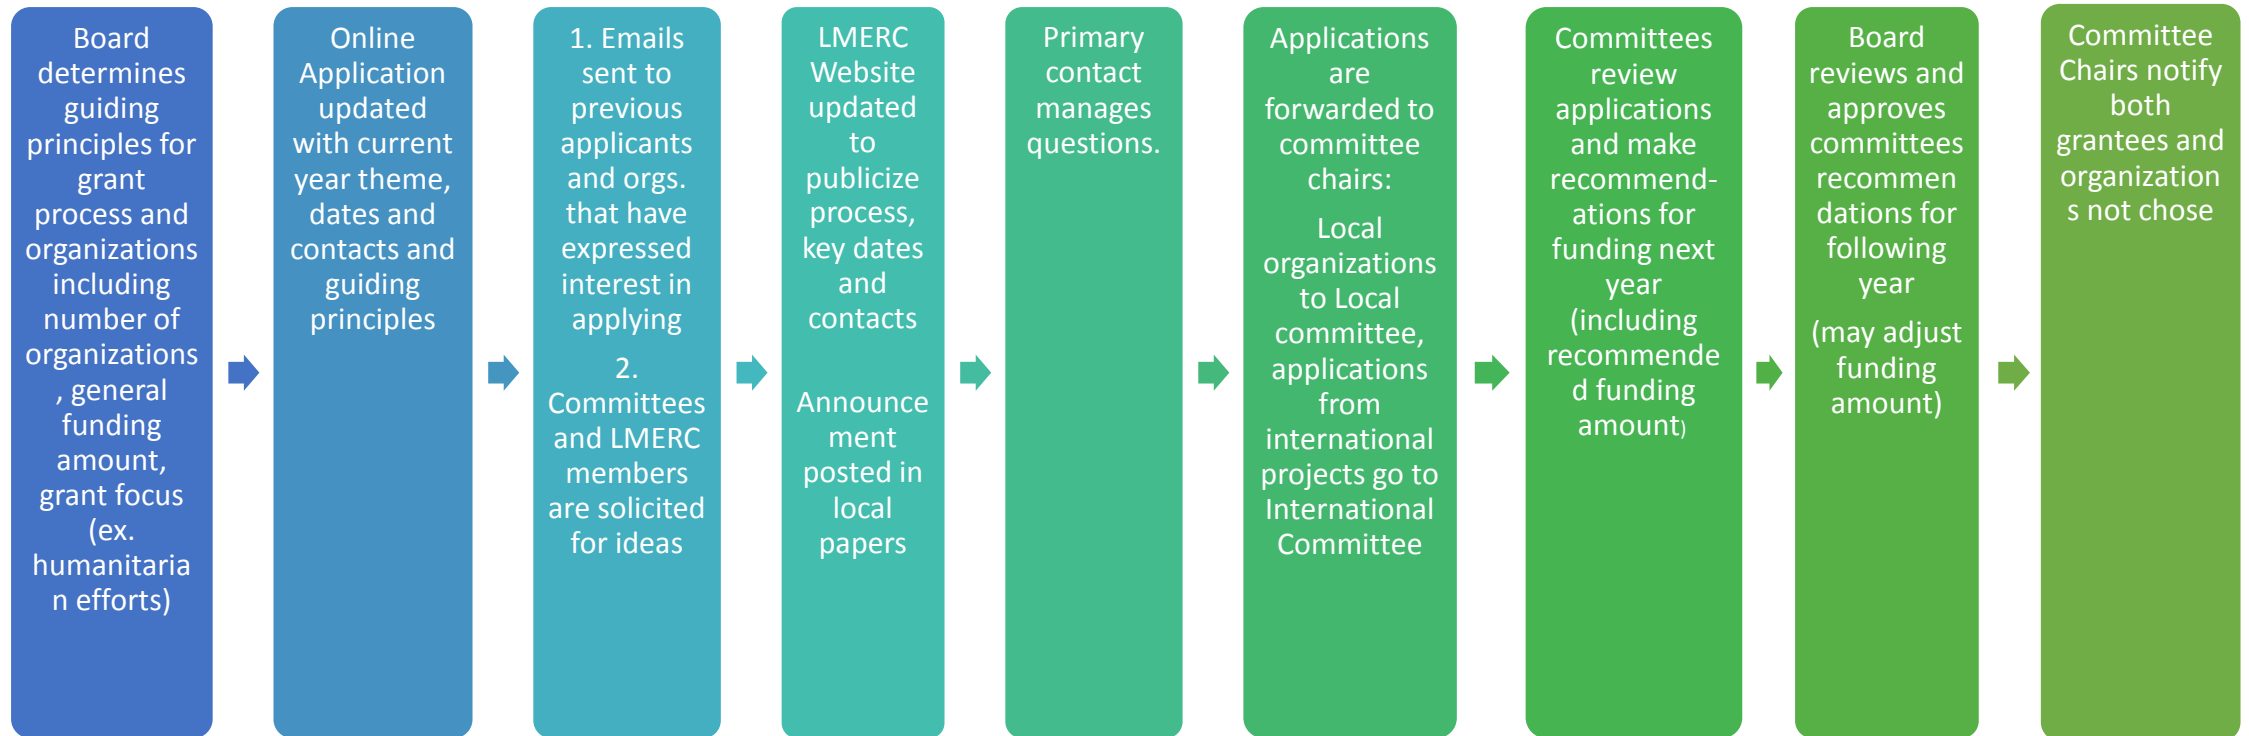 Board
determines
guiding
principles for
grant
process and
organizations
including
number of
organizations
, general
funding
amount,
grant focus
(ex.
humanitaria
n efforts)
Online
Application
updated
with current
year theme,
dates and
contacts and
guiding
principles
1. Emails
sent to
previous
applicants
and orgs.
that have
expressed
interest in
applying
2.
Committees
and LMERC
members
are solicited
for ideas
LMERC
Website
updated
to
publicize
process,
key dates
and
contacts
Announce
ment
posted in
local
papers
Primary
contact
manages
questions.
Applications
are
forwarded to
committee
chairs:
Local
organizations
to Local
committee,
applications
from
international
projects go to
International
Committee
Committees
review
applications
and make
recommend-
ations for
funding next
year
(including
recommende
d funding
amount)
Board
reviews and
approves
committees
recommen
dations for
following
year
(may adjust
funding
amount)
Committee
Chairs notify
both
grantees and
organization
s not chose